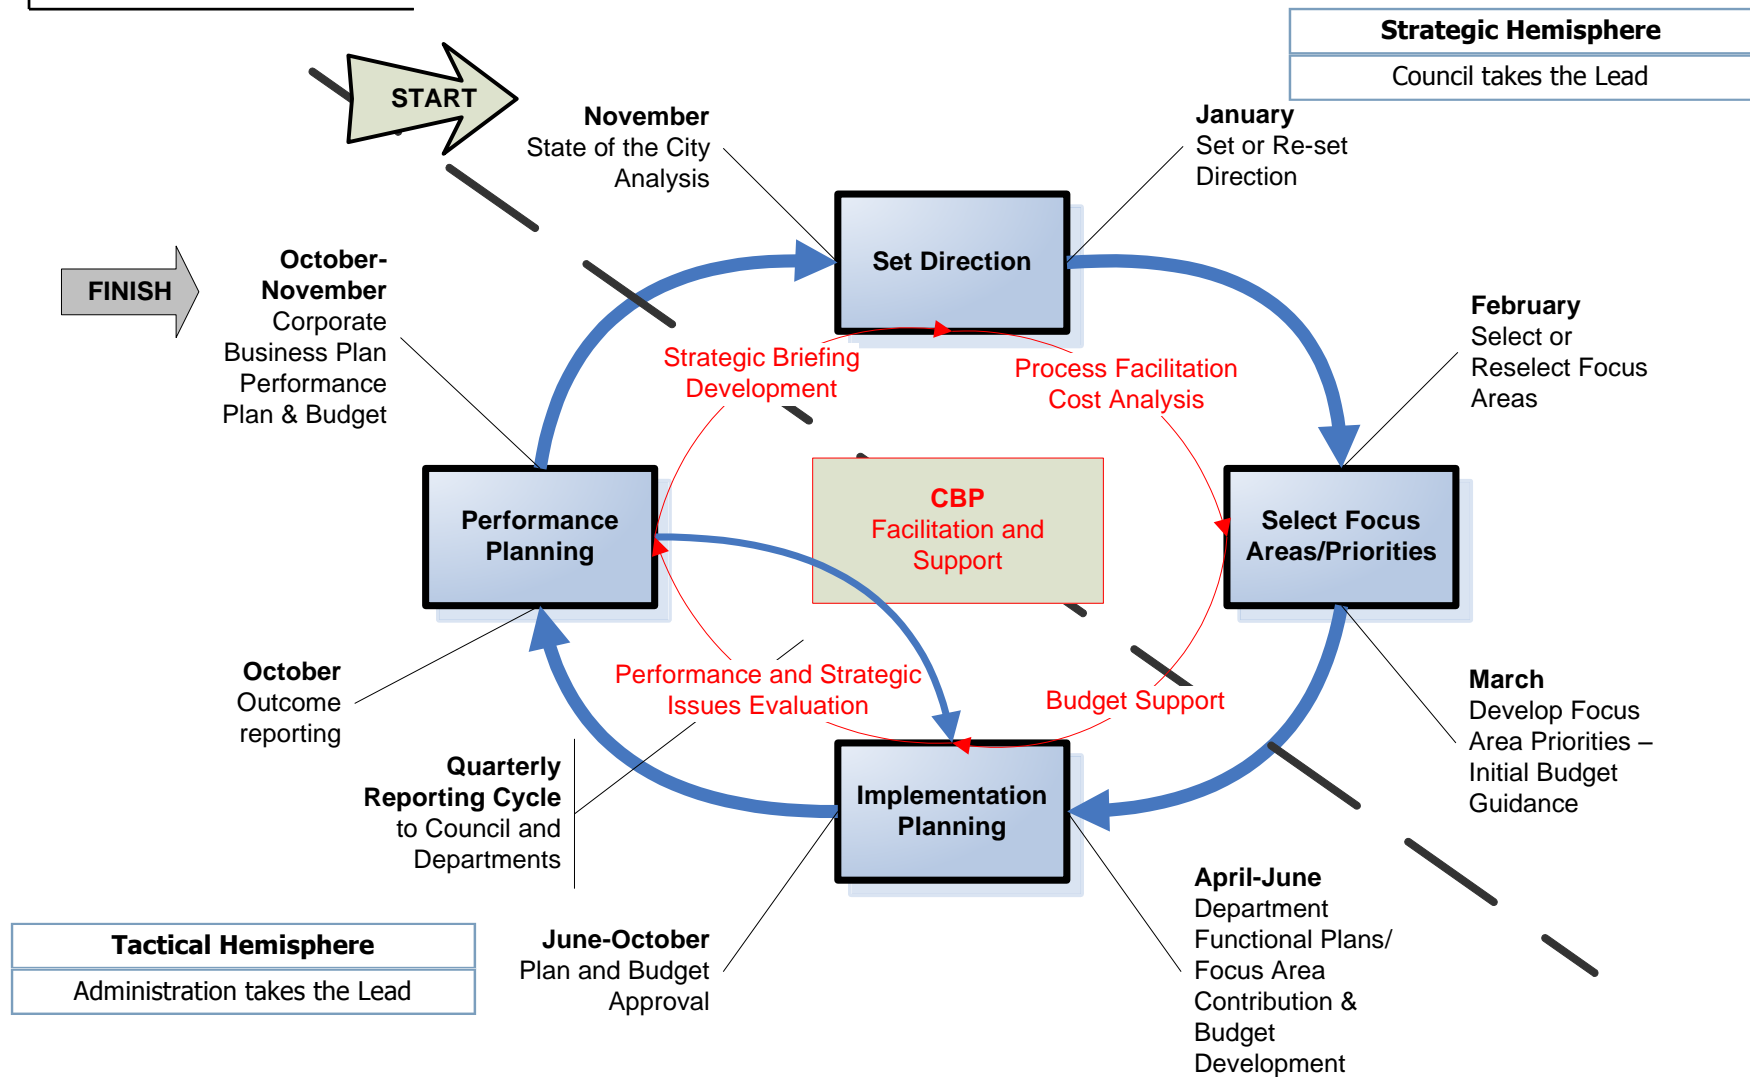 Strategic Hemisphere
Council takes the Lead
START
November
State of the City
Analysis
January
Set or Re-set
Direction
Set Direction
FINISH
October-
November
Corporate
Business Plan
Performance
Plan & Budget
February
Select or
Reselect Focus
Areas
Strategic Briefing
Development
Process Facilitation
Cost Analysis
Performance
Planning
CBP
Facilitation and
Support
Select Focus
Areas/Priorities
October
Outcome
reporting
Performance and Strategic
Issues Evaluation
Budget Support
March
Develop Focus
Area Priorities –
Initial Budget
Guidance
Quarterly
Reporting Cycle
to Council and
Departments
Implementation
Planning
April-June
Department
Functional Plans/
Focus Area
Contribution &
Budget
Development
June-October
Plan and Budget
Approval
Tactical Hemisphere
Administration takes the Lead